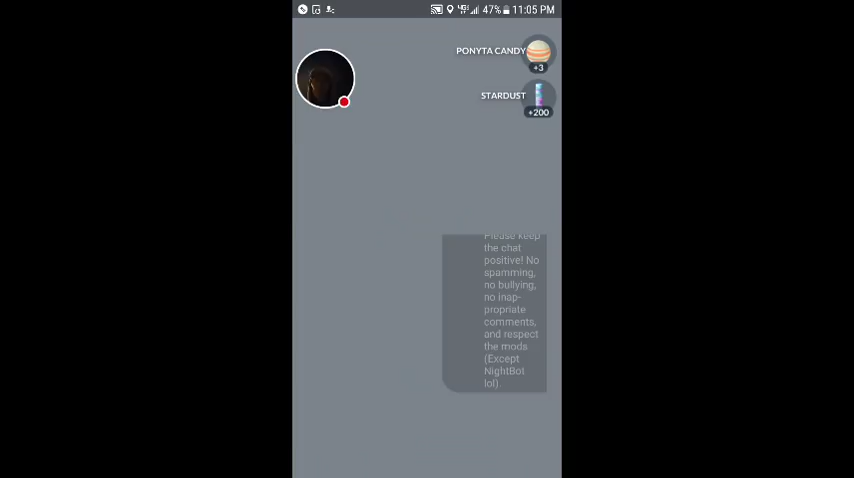 47% 11:05 PM
PONYTA CANDY
+3
STARDUST
+200
Please keep
the chat
positive! No
spamming,
no bullying,
no inap-
propriate
comments,
and respect
the mods
(Except
NightBot
lol)